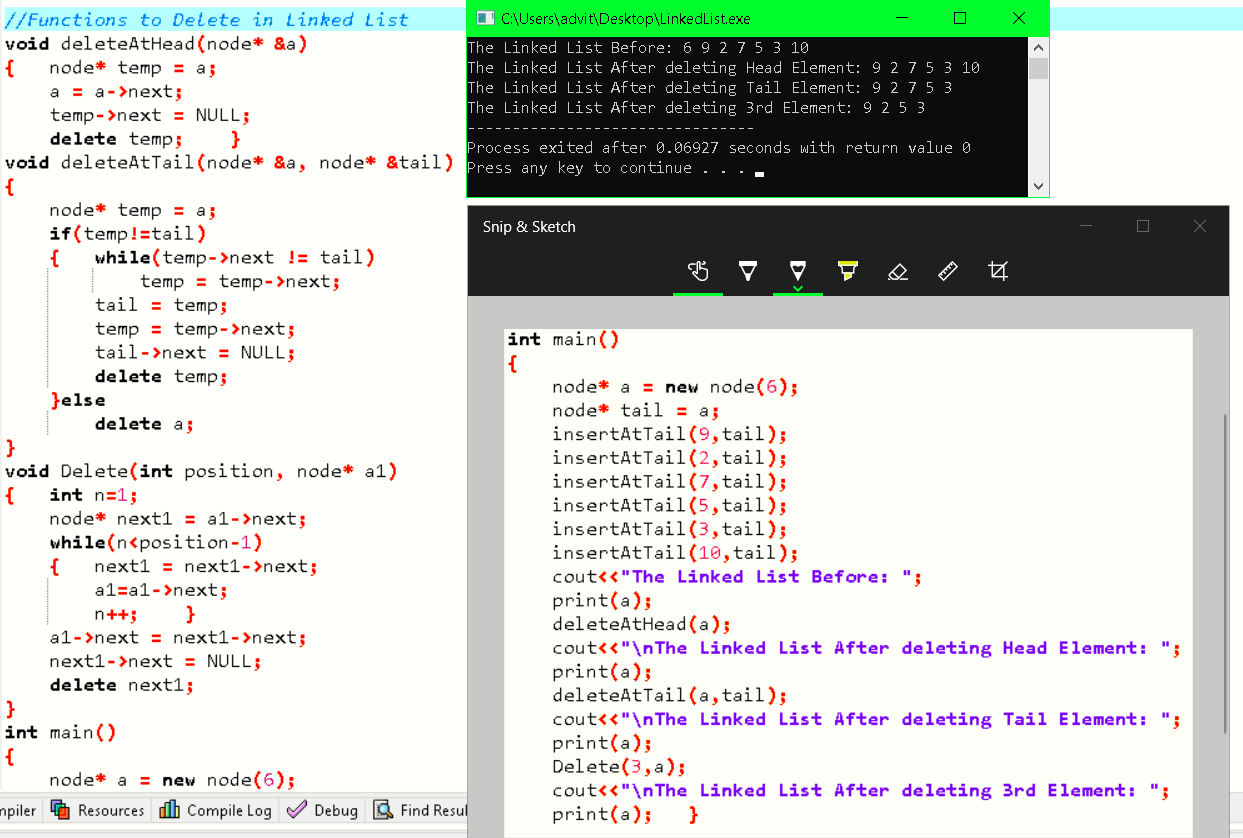 //Functions to Delete in Linked List
void deleteAtHead(node* &a)
{   node* temp = a;
    a = a->next;
    temp->next = NULL;
    delete temp;    }
void deleteAtTail(node* &a, node* &tail)
{
    node* temp = a;
    if(temp!=tail)
    {   while(temp->next != tail)
            temp = temp->next;
        tail = temp;
        temp = temp->next;
        tail->next = NULL;
        delete temp;
    }else
        delete a;
}
void Delete(int position, node* a1)
{   int n=1;
    node* next1 = a1->next;
    while(n<position-1)
    {   next1 = next1->next;
        a1=a1->next;
        n++;    }
    a1->next = next1->next;
    next1->next = NULL;
    delete next1;
}
int main()
{
    node* a = new node(6);
mpiler Resources Compile Log Debug Find Resul
C:\Users\advit\Desktop\LinkedList.exe
The Linked List Before: 6 9 2 7 5 3 10
The Linked List After deleting Head Element: 9 2 7 5 3 10
The Linked List After deleting Tail Element: 9 2 7 5 3
The Linked List After deleting 3rd Element: 9 2 5 3
--------------------------------
Process exited after 0.06927 seconds with return value 0
Press any key to continue . . .
Snip & Sketch
int main()
{
    node* a = new node(6);
    node* tail = a;
    insertAtTail(9,tail);
    insertAtTail(2,tail);
    insertAtTail(7,tail);
    insertAtTail(5,tail);
    insertAtTail(3,tail);
    insertAtTail(10,tail);
    cout<<"The Linked List Before: ";
    print(a);
    deleteAtHead(a);
    cout<<"\nThe Linked List After deleting Head Element: ";
    print(a);
    deleteAtTail(a,tail);
    cout<<"\nThe Linked List After deleting Tail Element: ";
    print(a);
    Delete(3,a);
    cout<<"\nThe Linked List After deleting 3rd Element: ";
    print(a);   }